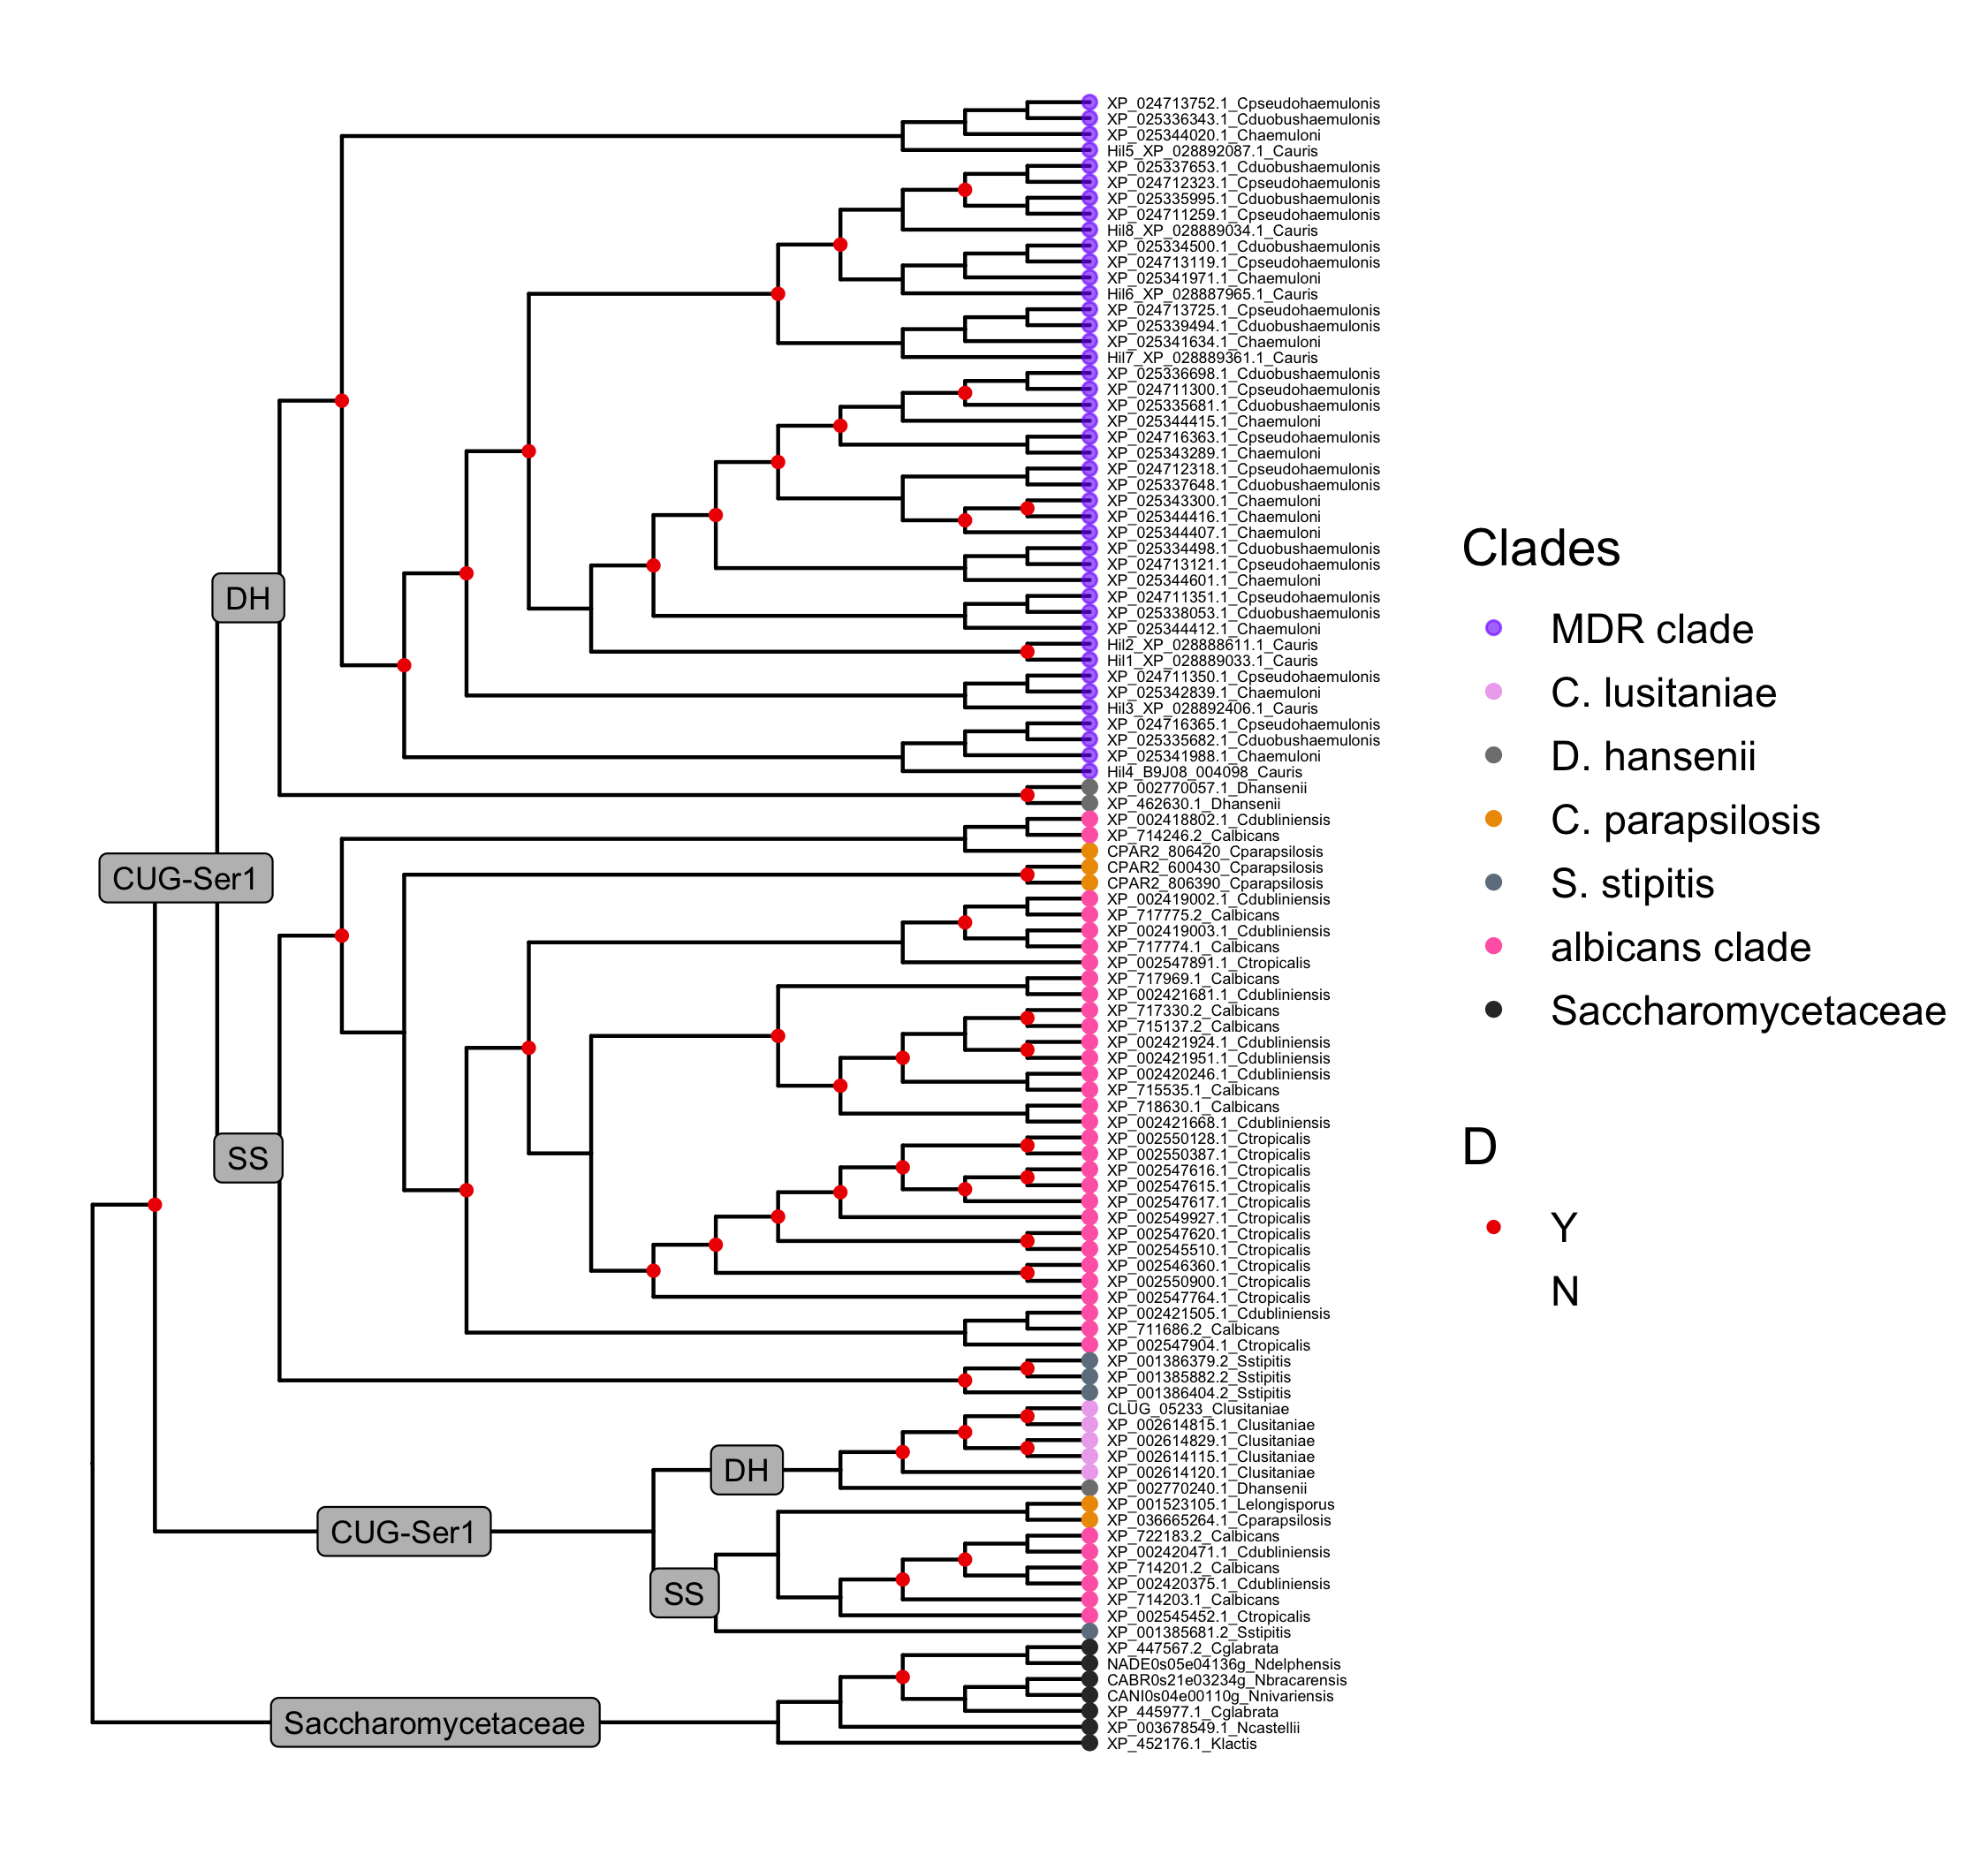 XP_024713752.1_Cpseudohaemulonis
XP_025336343.1_Cduobushaemulonis
XP_025344020.1_Chaemuloni
Hil5_XP_028892087.1_Cauris
XP_025337653.1_Cduobushaemulonis
XP_024712323.1_Cpseudohaemulonis
XP_025335995.1_Cduobushaemulonis
XP_024711259.1_Cpseudohaemulonis
Hil8_XP_028889034.1_Cauris
XP_025334500.1_Cduobushaemulonis
XP_024713119.1_Cpseudohaemulonis
XP_025341971.1_Chaemuloni
Hil6_XP_028887965.1_Cauris
XP_024713725.1_Cpseudohaemulonis
XP_025339494.1_Cduobushaemulonis
XP_025341634.1_Chaemuloni
Hil7_XP_028889361.1_Cauris
XP_025336698.1_Cduobushaemulonis
XP_024711300.1_Cpseudohaemulonis
XP_025335681.1_Cduobushaemulonis
XP_025344415.1_Chaemuloni
XP_024716363.1_Cpseudohaemulonis
XP_025343289.1_Chaemuloni
XP_024712318.1_Cpseudohaemulonis
XP_025337648.1_Cduobushaemulonis
XP_025343300.1_Chaemuloni
XP_025344416.1_Chaemuloni
XP_025344407.1_Chaemuloni
XP_025334498.1_Cduobushaemulonis
XP_024713121.1_Cpseudohaemulonis
XP_025344601.1_Chaemuloni
XP_024711351.1_Cpseudohaemulonis
XP_025338053.1_Cduobushaemulonis
XP_025344412.1_Chaemuloni
Hil2_XP_028888611.1_Cauris
Hil1_XP_028889033.1_Cauris
XP_024711350.1_Cpseudohaemulonis
XP_025342839.1_Chaemuloni
Hil3_XP_028892406.1_Cauris
XP_024716365.1_Cpseudohaemulonis
XP_025335682.1_Cduobushaemulonis
XP_025341988.1_Chaemuloni
Hil4_B9J08_004098_Cauris
XP_002770057.1_Dhansenii
XP_462630.1_Dhansenii
XP_002418802.1_Cdubliniensis
XP_714246.2_Calbicans
CPAR2_806420_Cparapsilosis
CPAR2_600430_Cparapsilosis
CPAR2_806390_Cparapsilosis
XP_002419002.1_Cdubliniensis
XP_717775.2_Calbicans
XP_002419003.1_Cdubliniensis
XP_717774.1_Calbicans
XP_002547891.1_Ctropicalis
XP_717969.1_Calbicans
XP_002421681.1_Cdubliniensis
XP_717330.2_Calbicans
XP_715137.2_Calbicans
XP_002421924.1_Cdubliniensis
XP_002421951.1_Cdubliniensis
XP_002420246.1_Cdubliniensis
XP_715535.1_Calbicans
XP_718630.1_Calbicans
XP_002421668.1_Cdubliniensis
XP_002550128.1_Ctropicalis
XP_002550387.1_Ctropicalis
XP_002547616.1_Ctropicalis
XP_002547615.1_Ctropicalis
XP_002547617.1_Ctropicalis
XP_002549927.1_Ctropicalis
XP_002547620.1_Ctropicalis
XP_002545510.1_Ctropicalis
XP_002546360.1_Ctropicalis
XP_002550900.1_Ctropicalis
XP_002547764.1_Ctropicalis
XP_002421505.1_Cdubliniensis
XP_711686.2_Calbicans
XP_002547904.1_Ctropicalis
XP_001386379.2_Sstipitis
XP_001385882.2_Sstipitis
XP_001386404.2_Sstipitis
CLUG_05233_Clusitaniae
XP_002614815.1_Clusitaniae
XP_002614829.1_Clusitaniae
XP_002614115.1_Clusitaniae
XP_002614120.1_Clusitaniae
XP_002770240.1_Dhansenii
XP_001523105.1_Lelongisporus
XP_036665264.1_Cparapsilosis
XP_722183.2_Calbicans
XP_002420471.1_Cdubliniensis
XP_714201.2_Calbicans
XP_002420375.1_Cdubliniensis
XP_714203.1_Calbicans
XP_002545452.1_Ctropicalis
XP_001385681.2_Sstipitis
XP_447567.2_Cglabrata
NADE0s05e04136g_Ndelphensis
CABR0s21e03234g_Nbracarensis
CANI0s04e00110g_Nnivariensis
XP_445977.1_Cglabrata
XP_003678549.1_Ncastellii
XP_452176.1_Klactis
DH
CUG-Ser1
SS
DH
CUG-Ser1
SS
Saccharomycetaceae
Clades
MDR clade
C. lusitaniae
D. hansenii
C. parapsilosis
S. stipitis
albicans clade
Saccharomycetaceae
D
Y
N